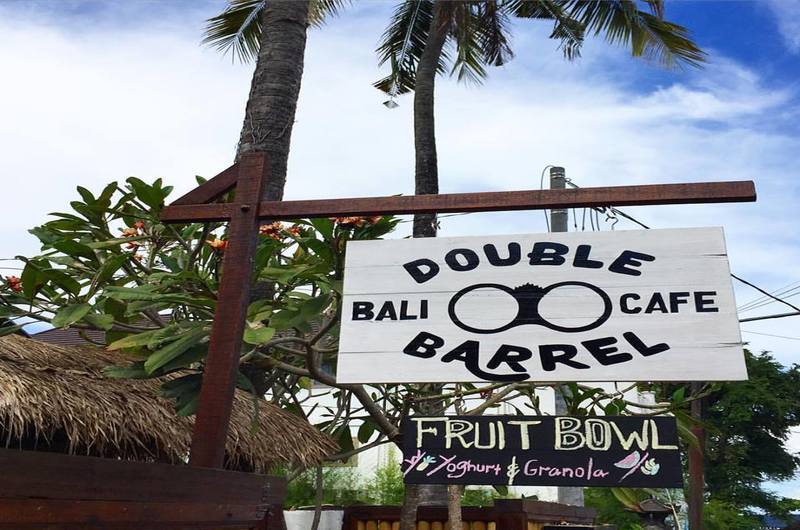 DOUBLE
BALI CAFE
BARREL
FRUIT BOWL
Yoghurt & Granola